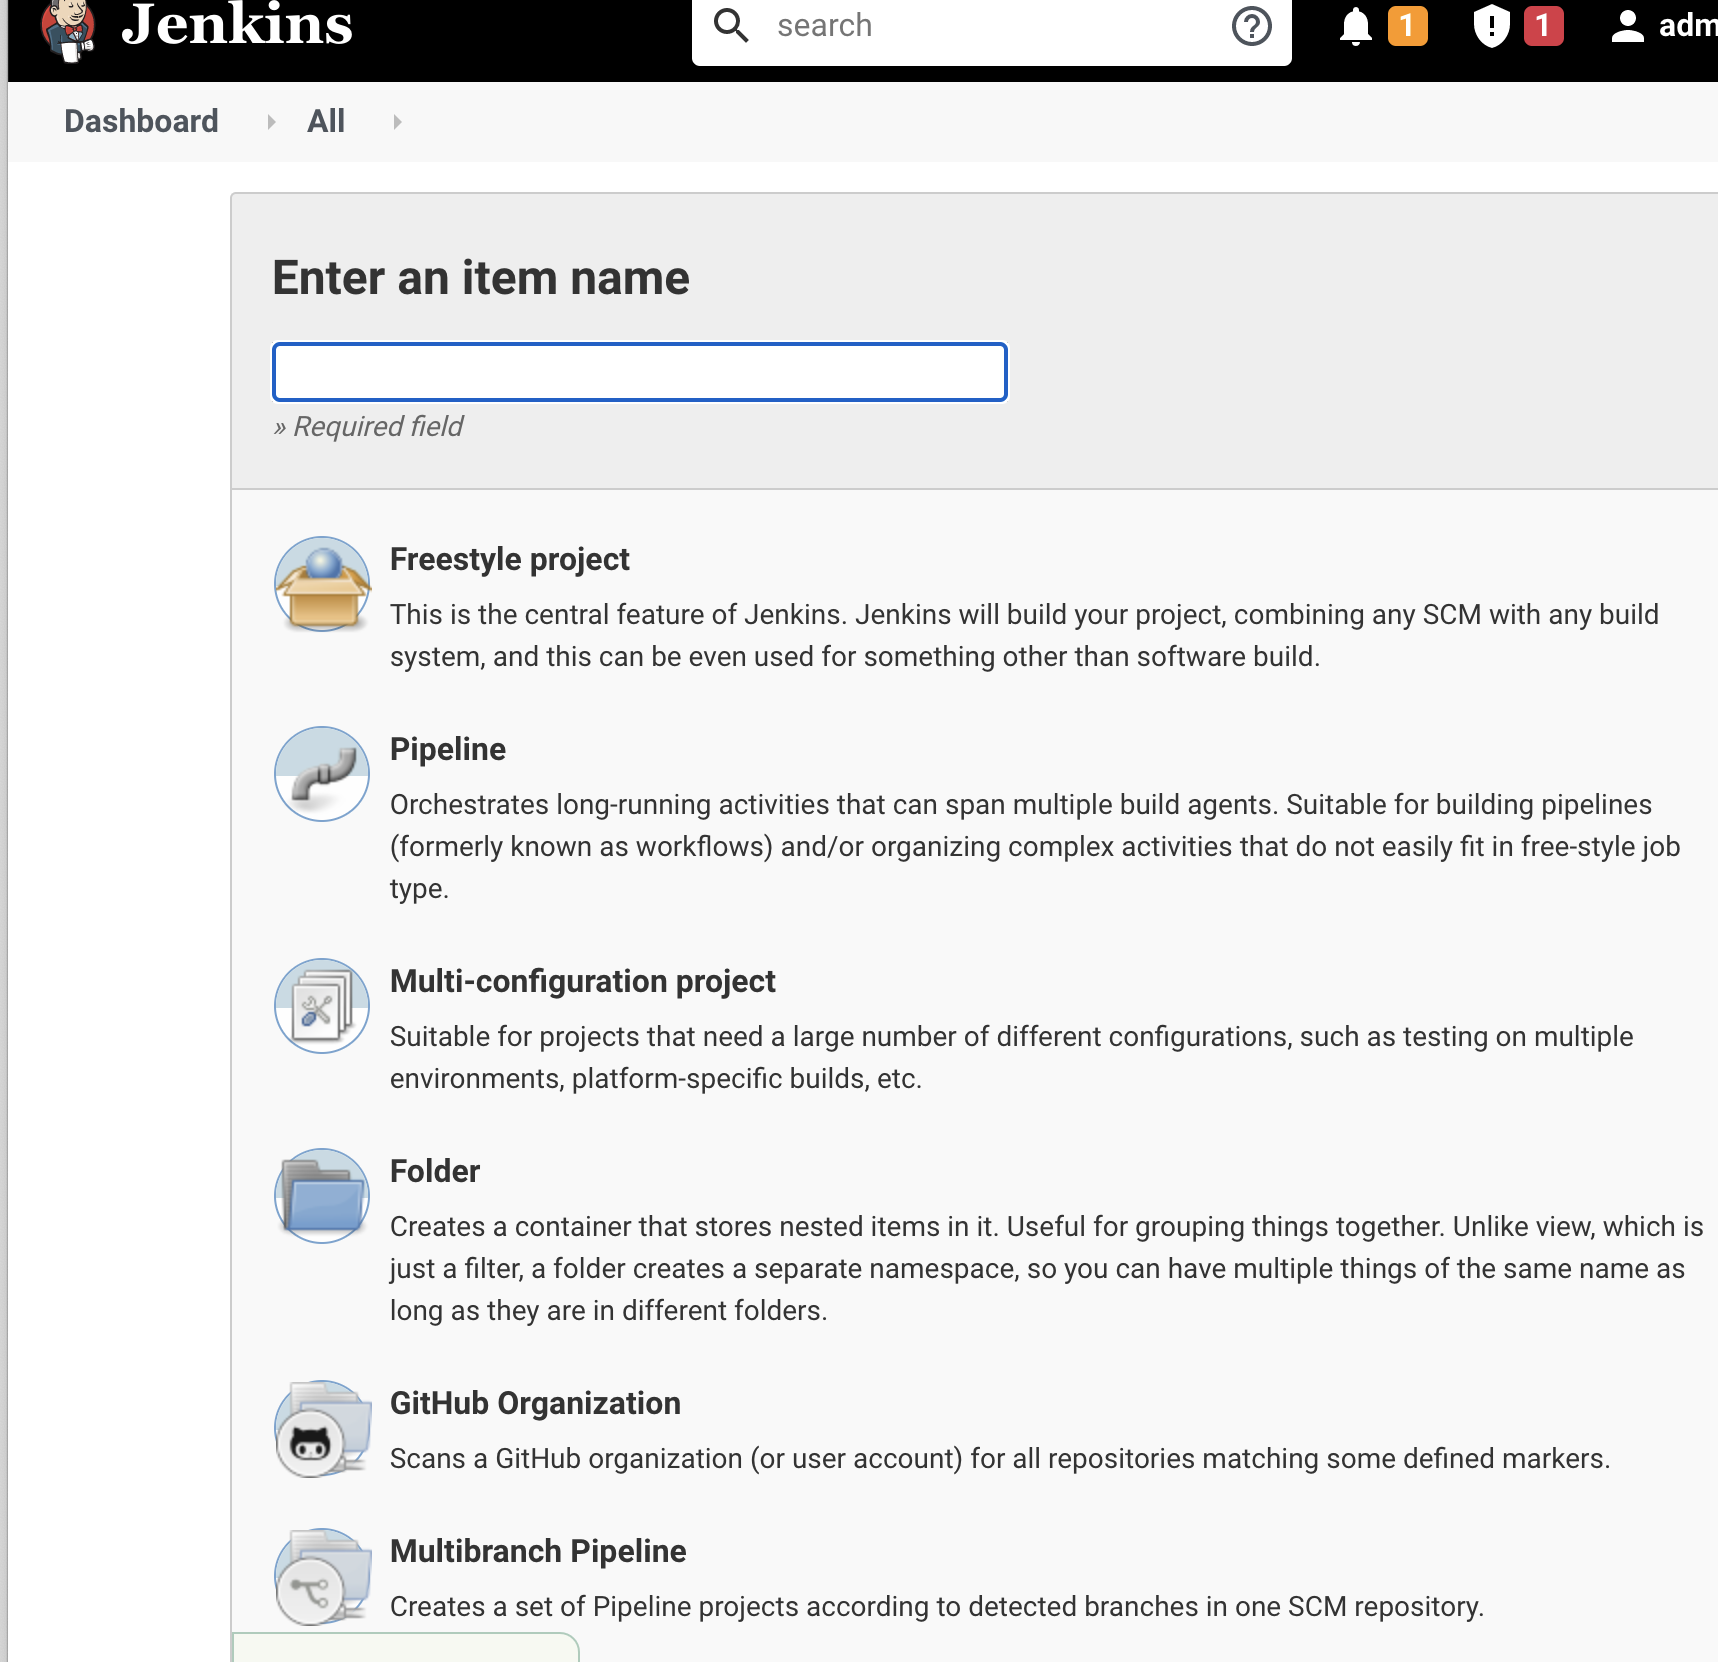 Jenkins
search
1
1
adm
Dashboard
All
Enter an item name
» Required field
Freestyle project
This is the central feature of Jenkins. Jenkins will build your project, combining any SCM with any build
system, and this can be even used for something other than software build.
Pipeline
Orchestrates long-running activities that can span multiple build agents. Suitable for building pipelines
(formerly known as workflows) and/or organizing complex activities that do not easily fit in free-style job
type.
Multi-configuration project
Suitable for projects that need a large number of different configurations, such as testing on multiple
environments, platform-specific builds, etc.
Folder
Creates a container that stores nested items in it. Useful for grouping things together. Unlike view, which is
just a filter, a folder creates a separate namespace, so you can have multiple things of the same name as
long as they are in different folders.
GitHub Organization
Scans a GitHub organization (or user account) for all repositories matching some defined markers.
Multibranch Pipeline
Creates a set of Pipeline projects according to detected branches in one SCM repository.